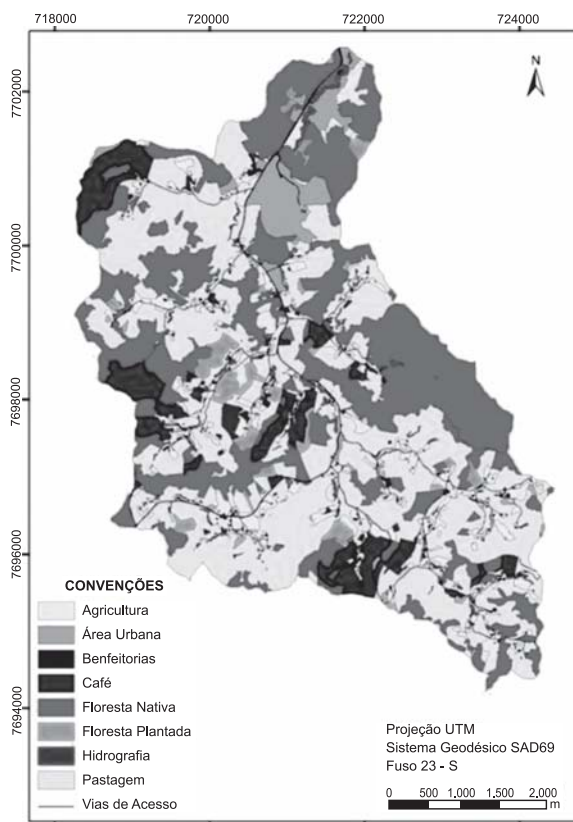 718000 720000 722000 724000
N
7702000
7700000
7698000
7696000
7694000
CONVENÇÕES
Agricultura
Área Urbana
Benfeitorias
Café
Floresta Nativa
Floresta Plantada
Hidrografia
Pastagem
Vias de Acesso
Projeção UTM
Sistema Geodésico SAD69
Fuso 23 - S
0 500 1.000 1.500 2.000
m